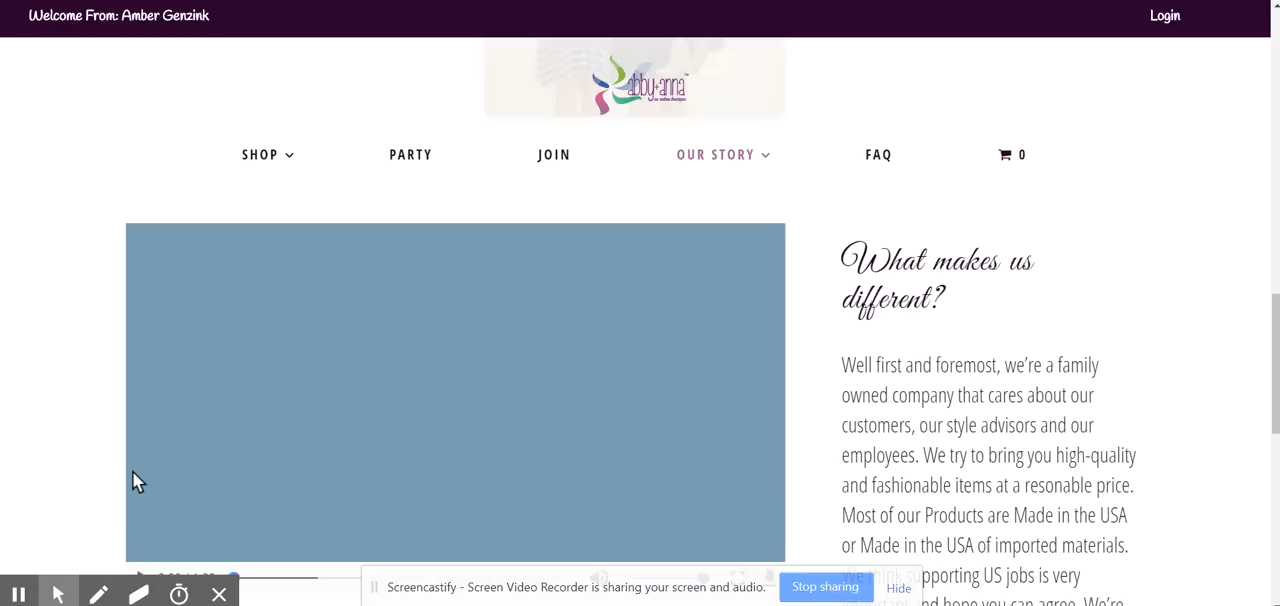 Welcome From: Amber Genzink
Login
abby+anna™
SHOP
PARTY
JOIN
OUR STORY
FAQ
0
What makes us
different?
Well first and foremost, we're a family
owned company that cares about our
customers, our style advisors and our
employees. We try to bring you high-quality
and fashionable items at a resonable price.
Most of our Products are Made in the USA
or Made in the USA of imported materials.
We think supporting US jobs is very
and hope you can agree. We're
Screencastify - Screen Video Recorder is sharing your screen and audio.
Stop sharing
Hide